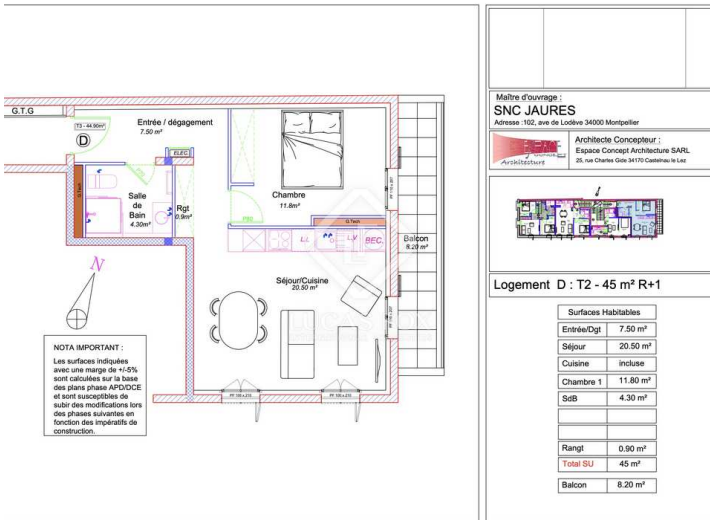 G.T.G
T3 - 44.90m²
D
Entrée / dégagement
7.50 m²
ELEC
G.Tech
Salle
de
Bain
4.30m²
Rgt
0.9m²
P90
Chambre
11.8m²
G.Tech
L.L
L.V
BEC.
Balcon
8.20 m²
Séjour/Cuisine
20.50 m²
LUCAS FOX
N
NOTA IMPORTANT :
Les surfaces indiquées
avec une marge de +/-5%
sont calculées sur la base
des plans phase APD/DCE
et sont susceptibles de
subir des modifications lors
des phases suivantes en
fonction des impératifs de
construction.
Maître d'ouvrage :
SNC JAURES
Adresse :102, ave de Lodève 34000 Montpellier
Architecture
Architecte Concepteur :
Espace Concept Architecture SARL
25, rue Charles Gide 34170 Castelnau le Lez
Logement D : T2 - 45 m² R+1
Surfaces Habitables
Entrée/Dgt 7.50 m²
Séjour 20.50 m²
Cuisine incluse
Chambre 1 11.80 m²
SdB 4.30 m²
Rangt 0.90 m²
Total SU 45 m²
Balcon 8.20 m²